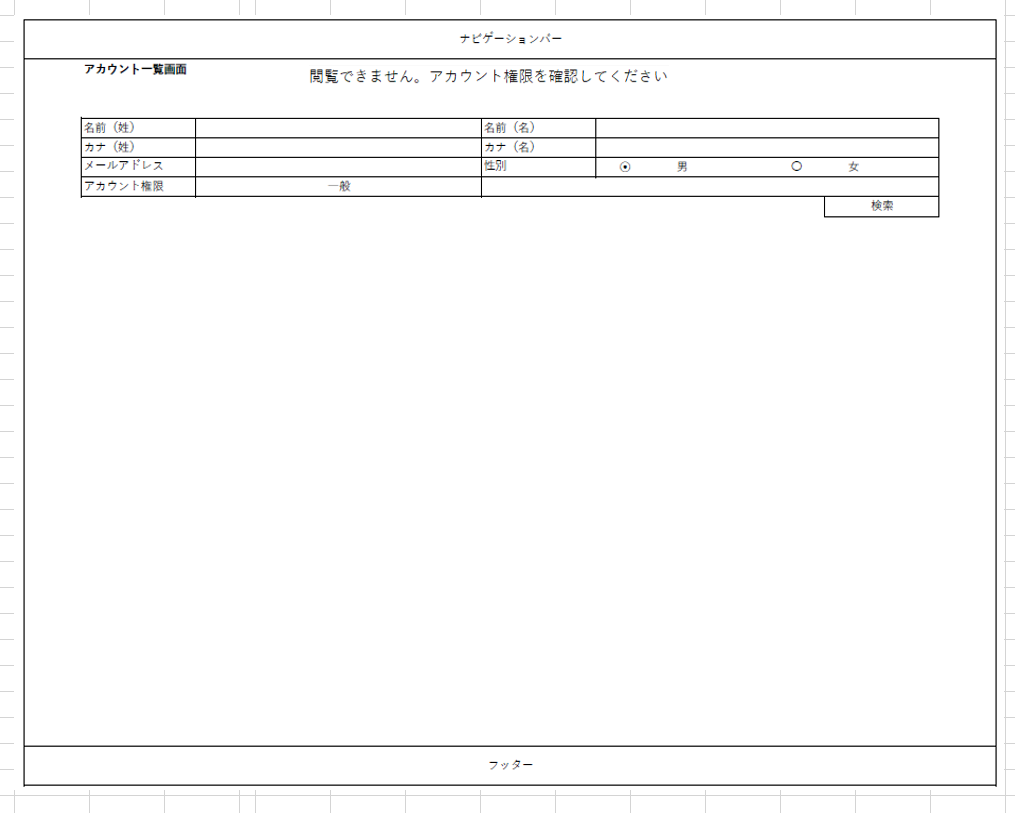 ナビゲーションバー
アカウント一覧画面
閲覧できません。アカウント権限を確認してください
名前（姓） 名前（名）
カナ（姓） カナ（名）
メールアドレス 性別 男 女
アカウント権限 一般
検索
フッター